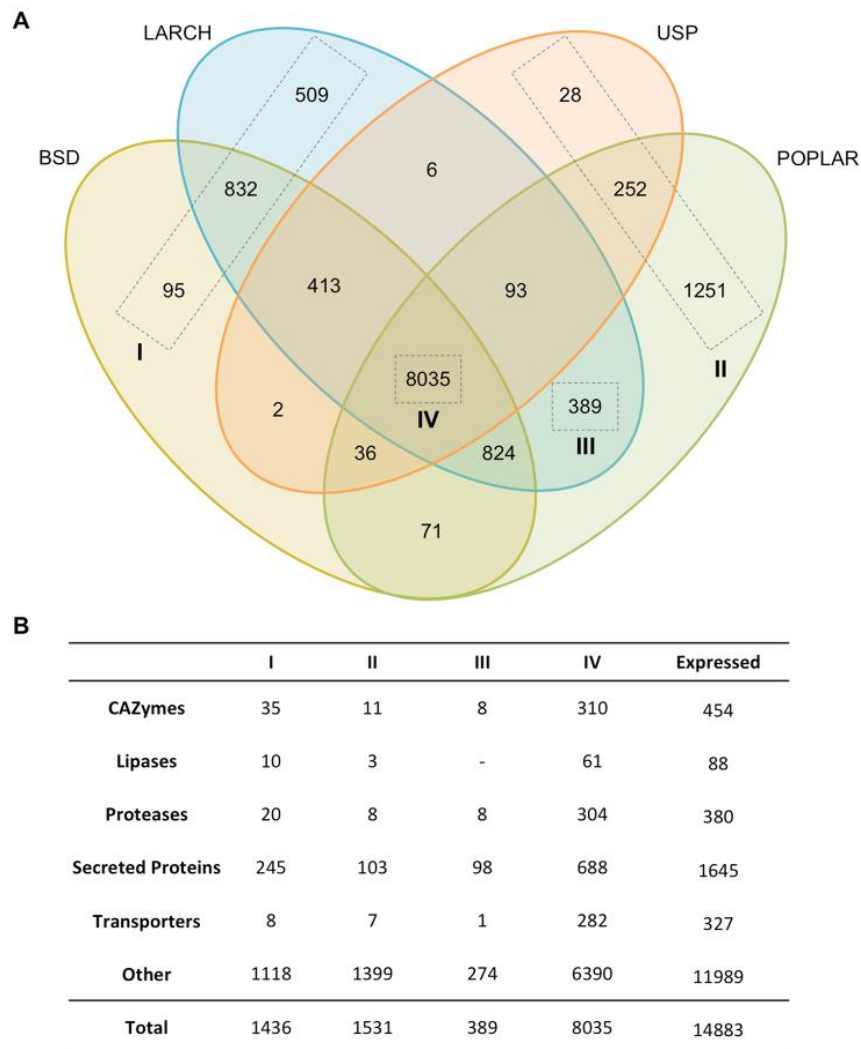 A
LARCH
USP
BSD
POPLAR
509
28
832
6
252
95
413
93
1251
I
II
8035
IV
389
III
2
36
824
71
B
I II III IV Expressed
CAZymes 35 11 8 310 454
Lipases 10 3 - 61 88
Proteases 20 8 8 304 380
Secreted Proteins 245 103 98 688 1645
Transporters 8 7 1 282 327
Other 1118 1399 274 6390 11989
Total 1436 1531 389 8035 14883